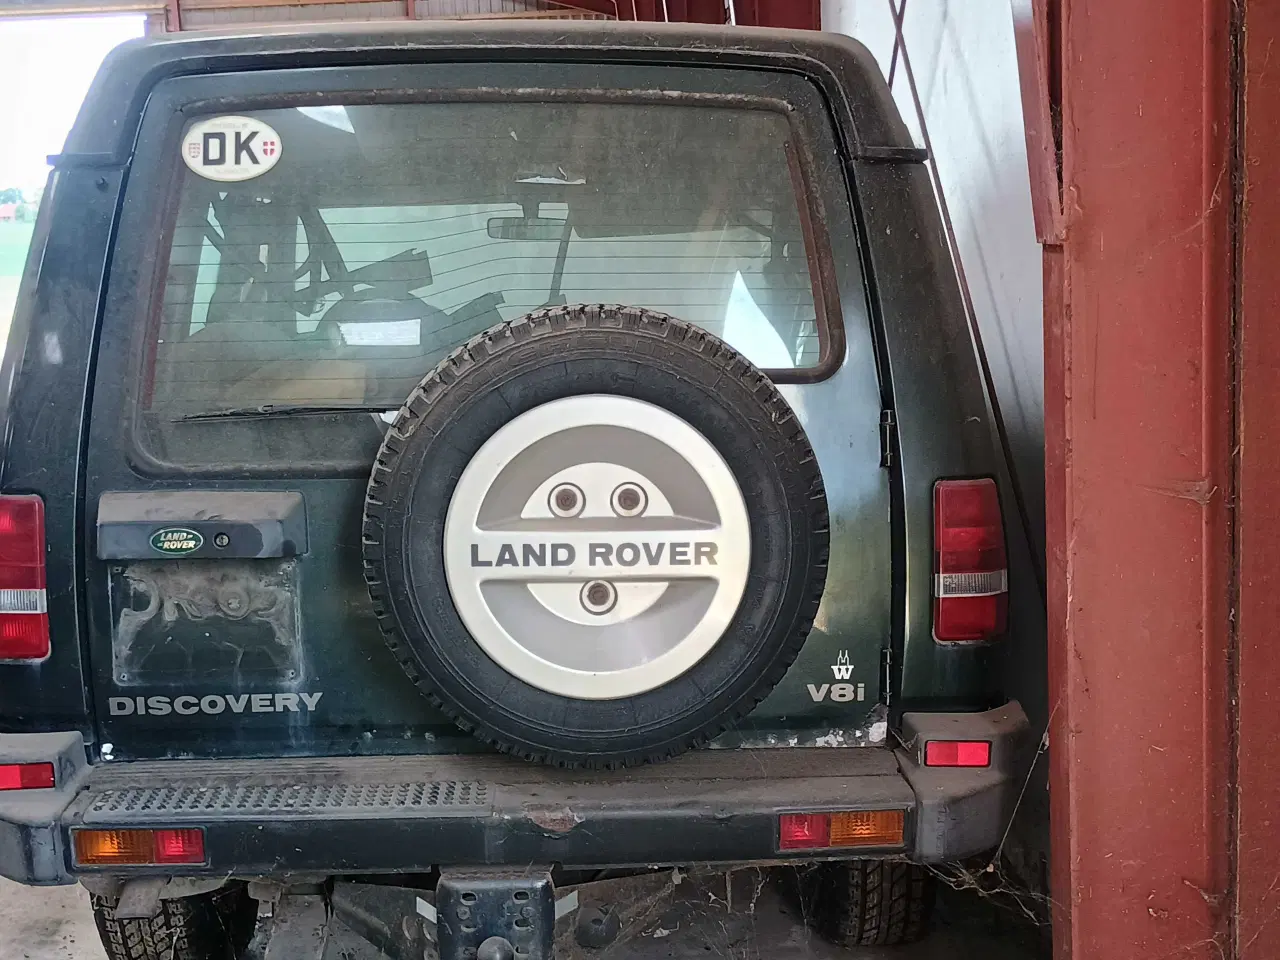 DK
LAND-
ROVER
LAND ROVER
DISCOVERY
W
V8i